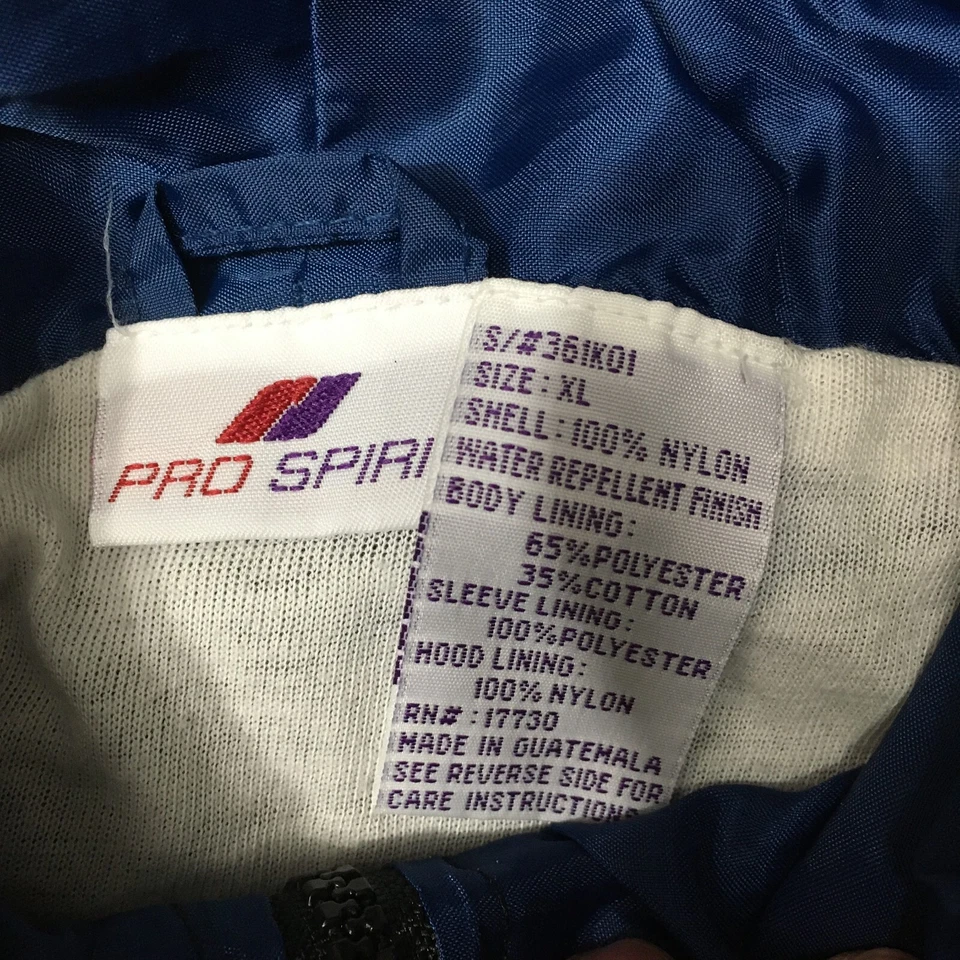 PRO SPIRI
S/#361K01
SIZE: XL
SHELL: 100% NYLON
WATER REPELLENT FINISH
BODY LINING:
65%POLYESTER
35%COTTON
SLEEVE LINING:
100%POLYESTER
HOOD LINING:
100% NYLON
RN# :17730
MADE IN GUATEMALA
SEE REVERSE SIDE FOR
CARE INSTRUCTIONS